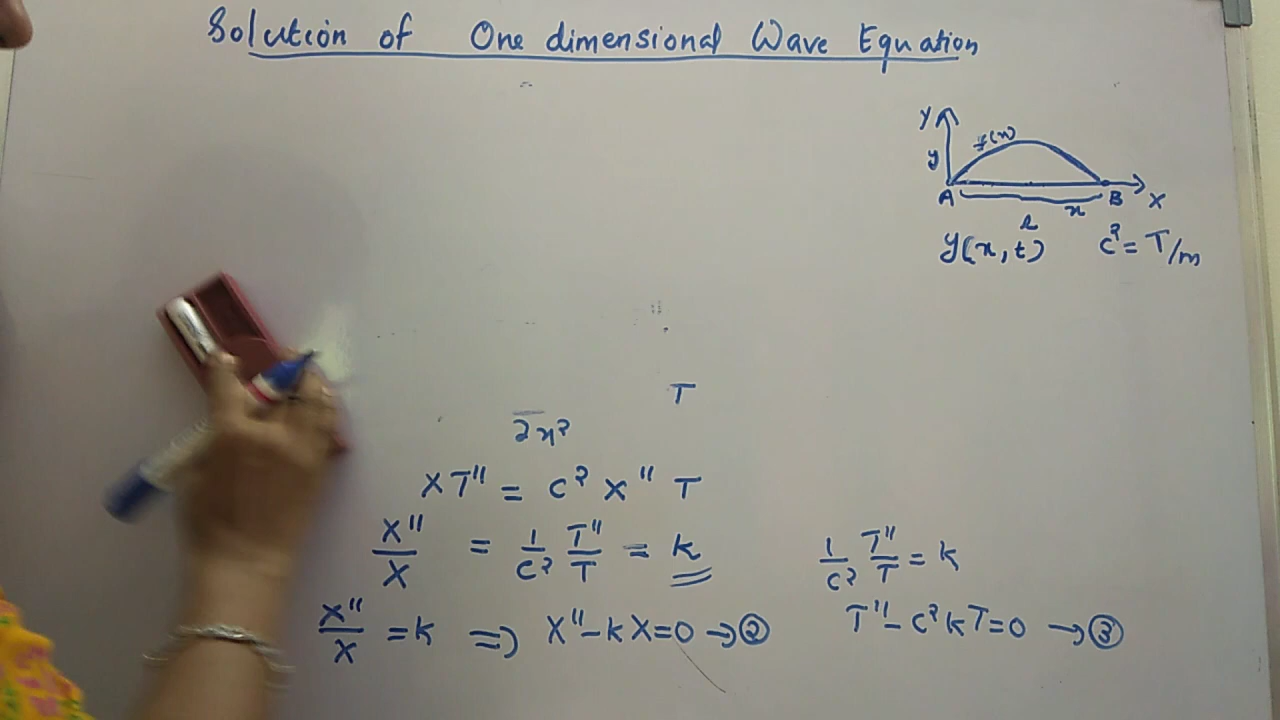 Solution of One dimensional Wave Equation
Y
f(x)
y
A B X
x
l
y(x,t) c² = T/m
T
∂x²
XT'' = c² X'' T
X''/X = 1/c² T''/T = k
1/c² T''/T = k
X''/X = k ⇒ X'' - kX = 0 → ②
T'' - c²kT = 0 → ③